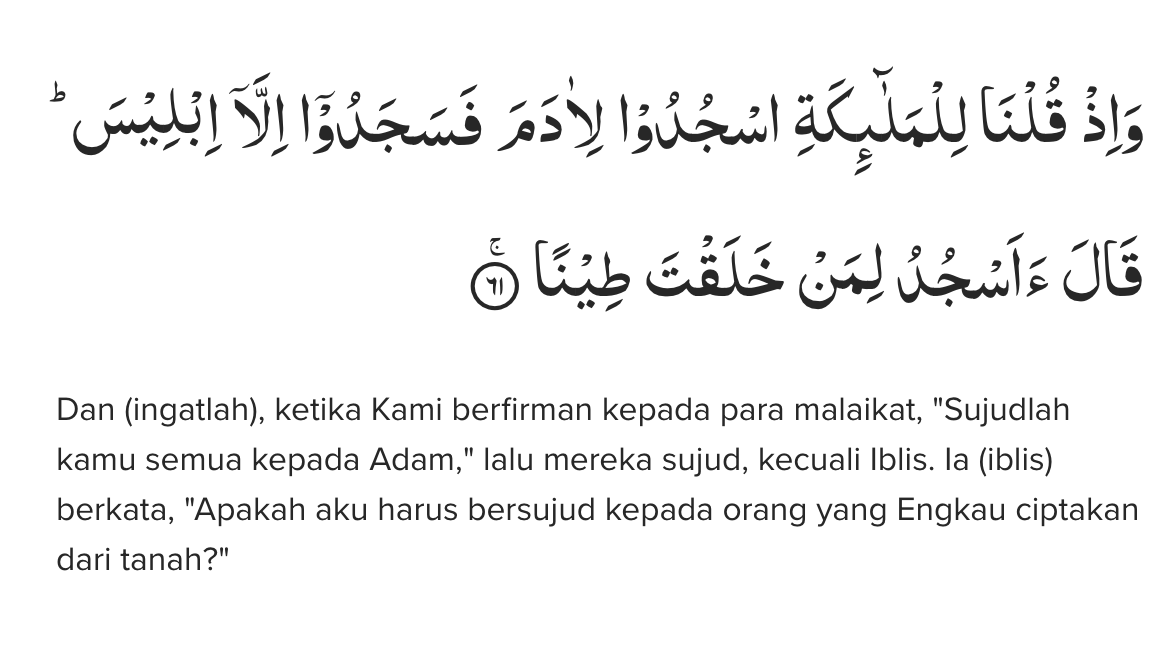 وَاِذْ قُلْنَا لِلْمَلٰۤىِٕكَةِ اسْجُدُوْا لِاٰدَمَ فَسَجَدُوْٓا اِلَّآ اِبْلِيْسَۗ
قَالَ ءَاَسْجُدُ لِمَنْ خَلَقْتَ طِيْنًاۚ ۝٦١
Dan (ingatlah), ketika Kami berfirman kepada para malaikat, "Sujudlah
kamu semua kepada Adam," lalu mereka sujud, kecuali Iblis. Ia (iblis)
berkata, "Apakah aku harus bersujud kepada orang yang Engkau ciptakan
dari tanah?"